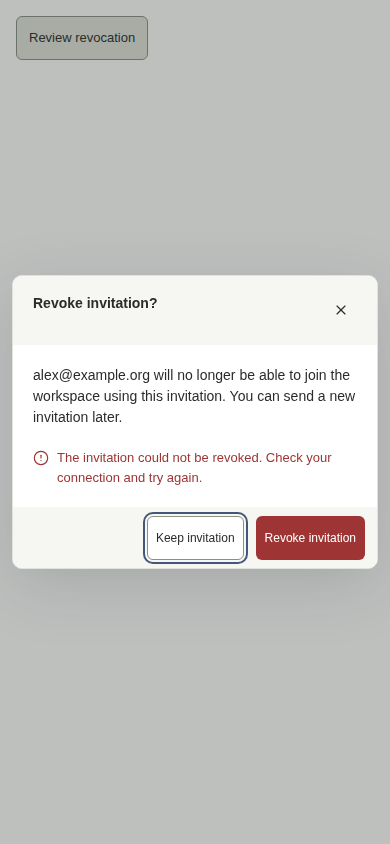 Review revocation
Revoke invitation?
alex@example.org will no longer be able to join the
workspace using this invitation. You can send a new
invitation later.
The invitation could not be revoked. Check your
connection and try again.
Keep invitation
Revoke invitation